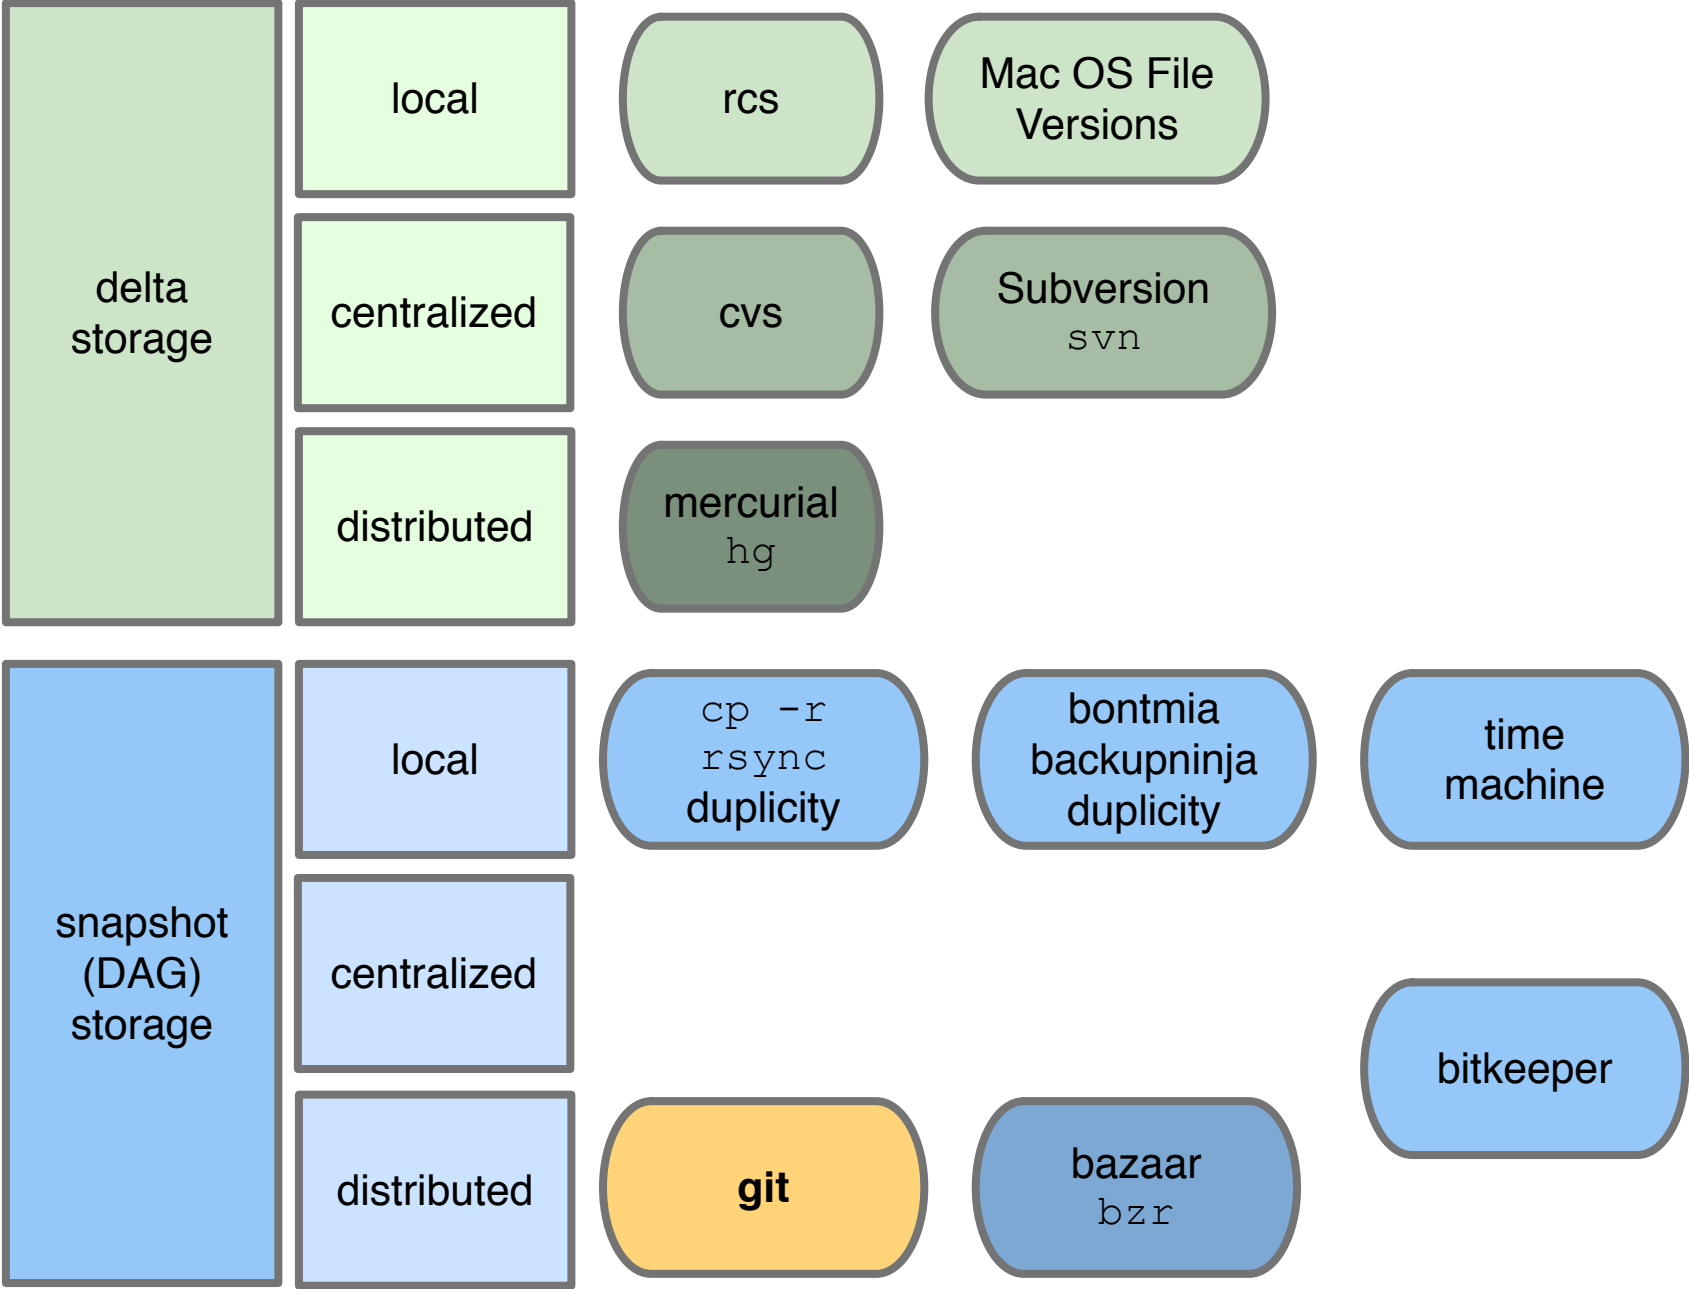 delta
storage
local
rcs
Mac OS File
Versions
centralized
cvs
Subversion
svn
distributed
mercurial
hg
snapshot
(DAG)
storage
local
cp -r
rsync
duplicity
bontmia
backupninja
duplicity
time
machine
centralized
bitkeeper
distributed
git
bazaar
bzr